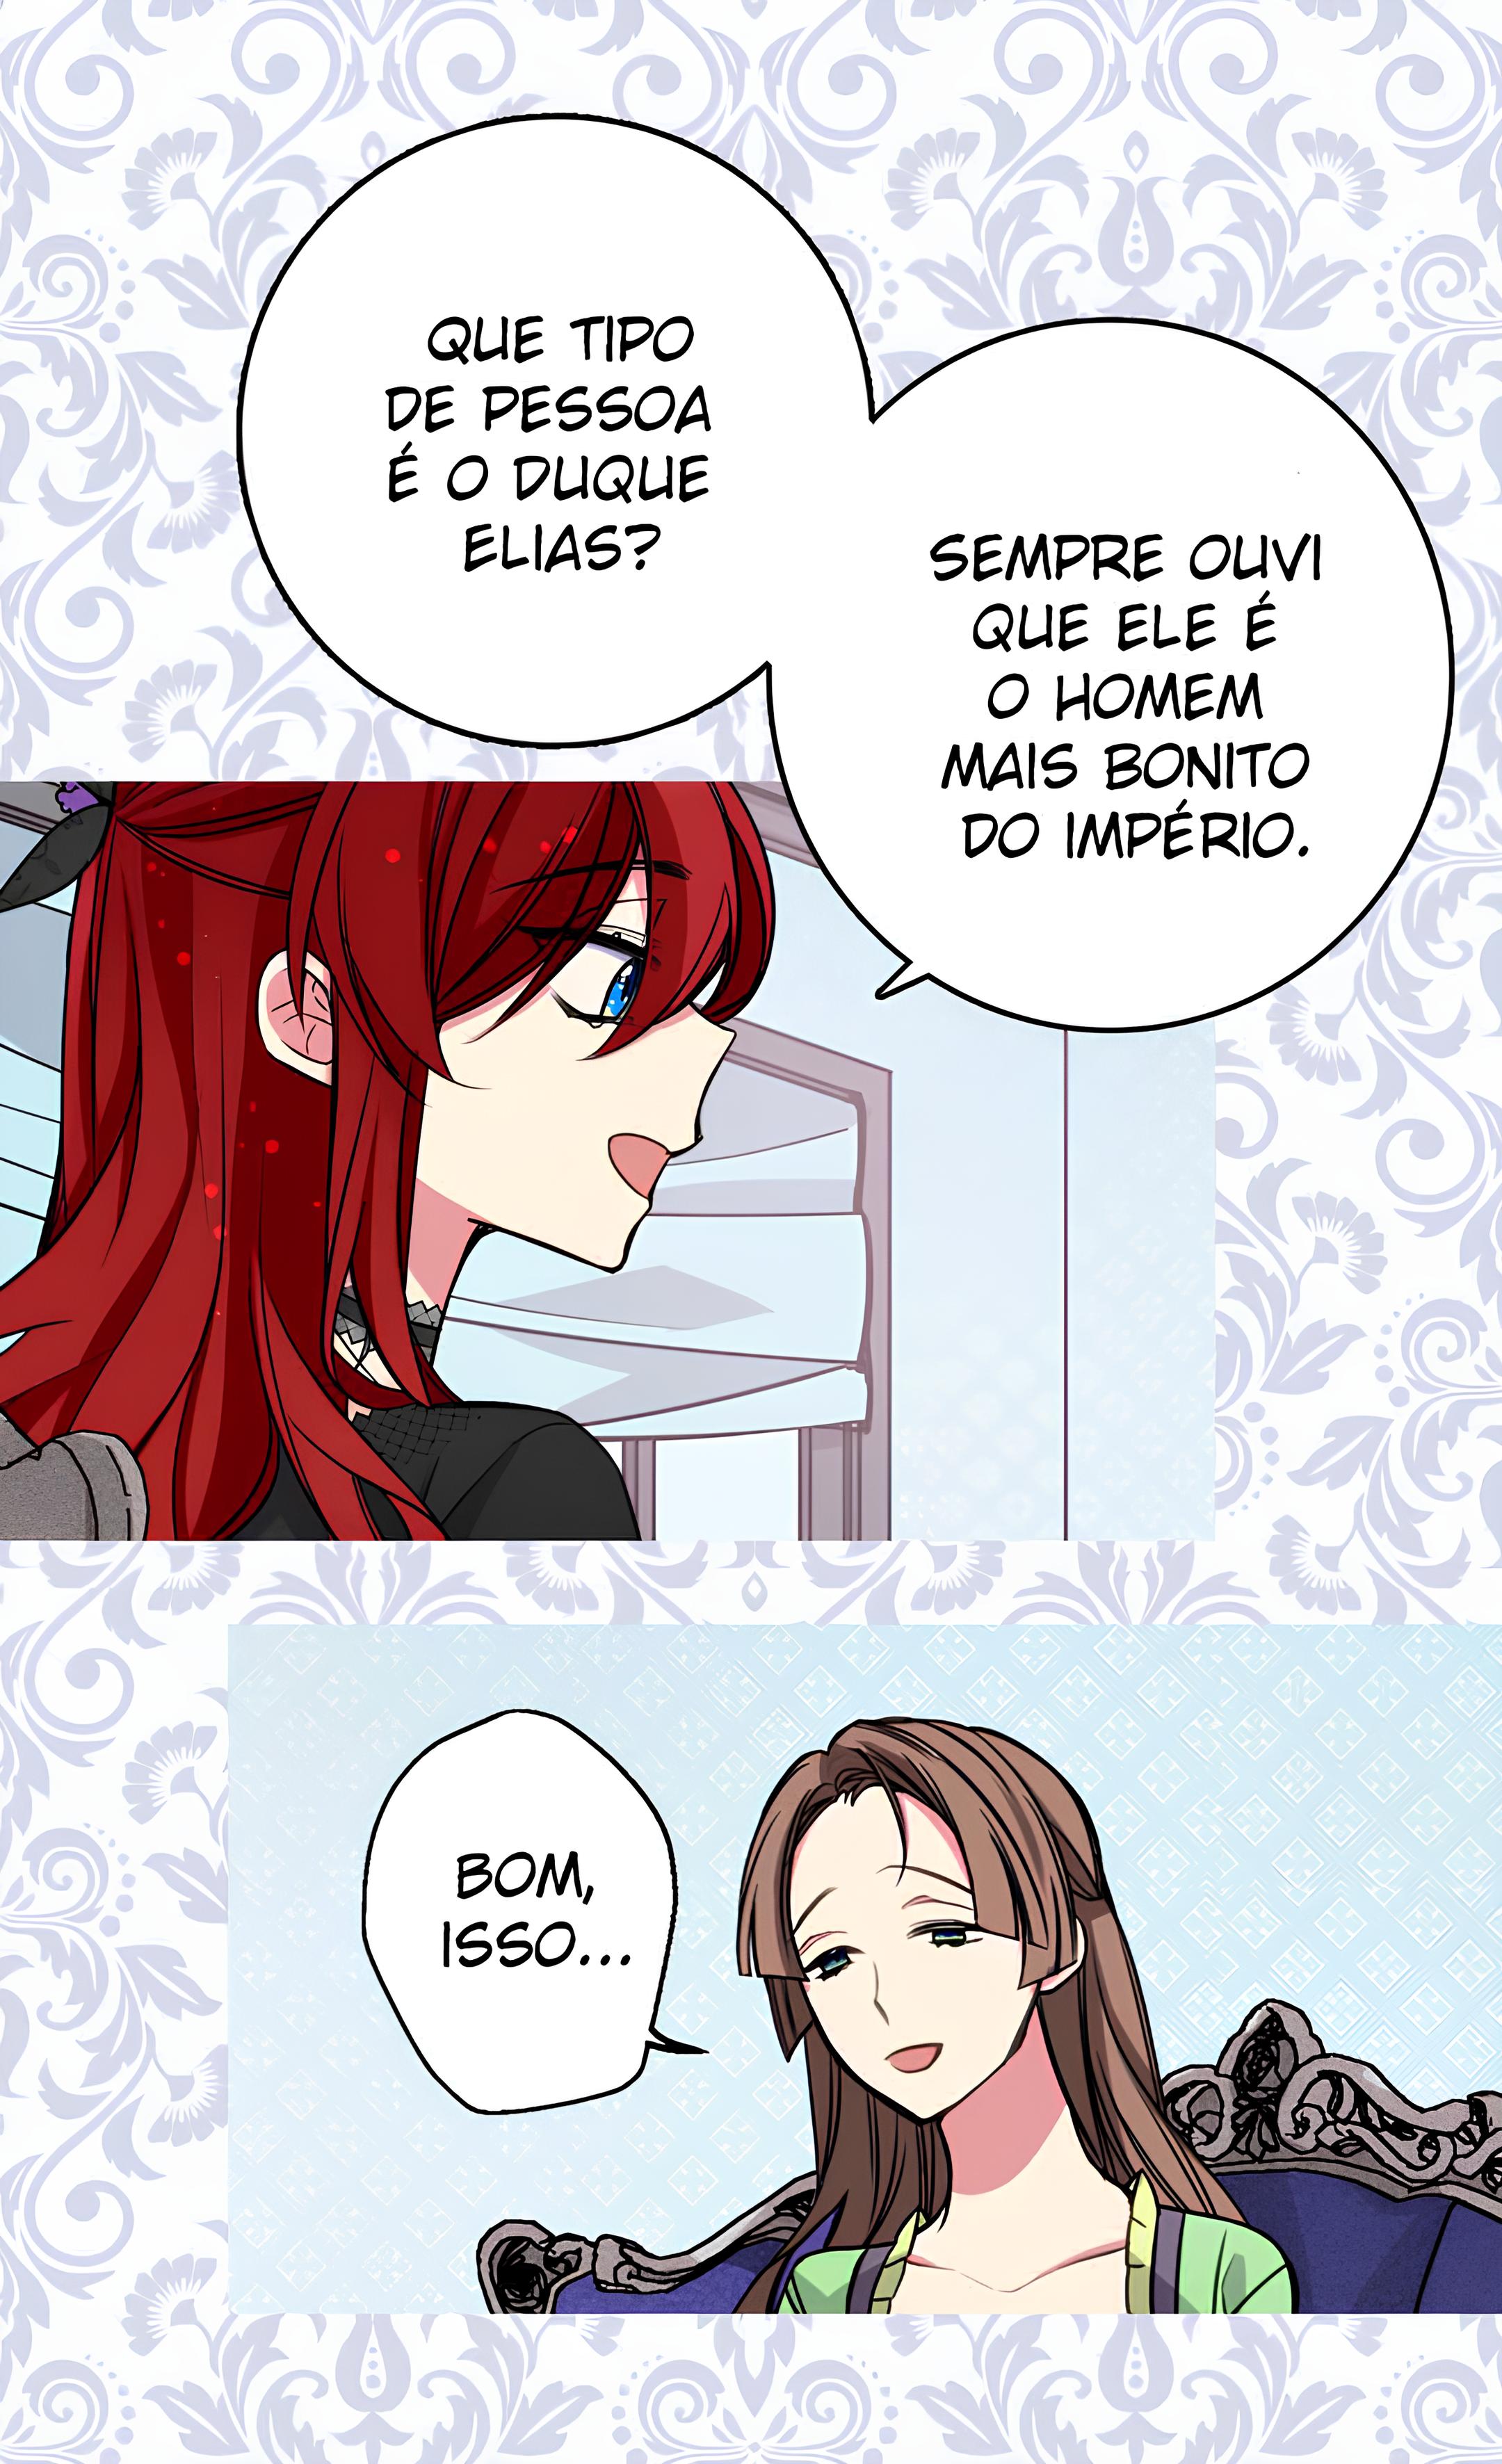 QUE TIPO
DE PESSOA
É O DUQUE
ELIAS?
SEMPRE OUVI
QUE ELE É
O HOMEM
MAIS BONITO
DO IMPÉRIO.
BOM,
ISSO...